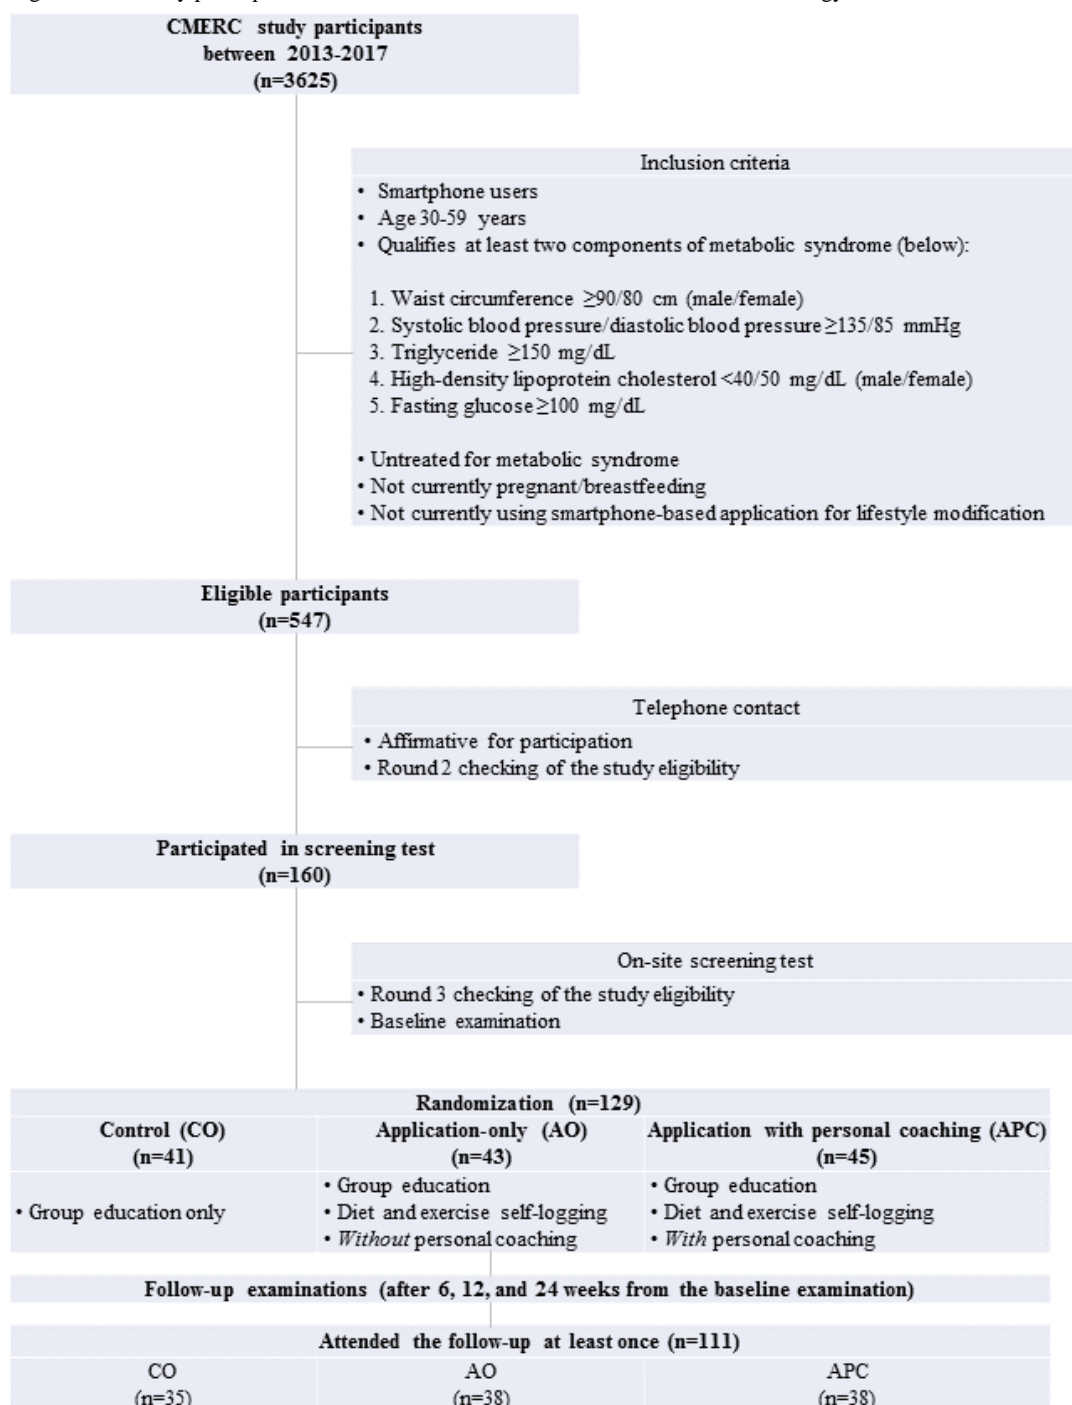 CMERC study participants
between 2013-2017
(n=3625)
Inclusion criteria
• Smartphone users
• Age 30-59 years
• Qualifies at least two components of metabolic syndrome (below):
1. Waist circumference ≥90/80 cm (male/female)
2. Systolic blood pressure/diastolic blood pressure ≥135/85 mmHg
3. Triglyceride ≥150 mg/dL
4. High-density lipoprotein cholesterol <40/50 mg/dL (male/female)
5. Fasting glucose ≥100 mg/dL
• Untreated for metabolic syndrome
• Not currently pregnant/breastfeeding
• Not currently using smartphone-based application for lifestyle modification
Eligible participants
(n=547)
Telephone contact
• Affirmative for participation
• Round 2 checking of the study eligibility
Participated in screening test
(n=160)
On-site screening test
• Round 3 checking of the study eligibility
• Baseline examination
Randomization (n=129)
Control (CO)
(n=41)
Application-only (AO)
(n=43)
Application with personal coaching (APC)
(n=45)
• Group education only
• Group education
• Diet and exercise self-logging
• Without personal coaching
• Group education
• Diet and exercise self-logging
• With personal coaching
Follow-up examinations (after 6, 12, and 24 weeks from the baseline examination)
Attended the follow-up at least once (n=111)
CO
(n=35)
AO
(n=38)
APC
(n=38)